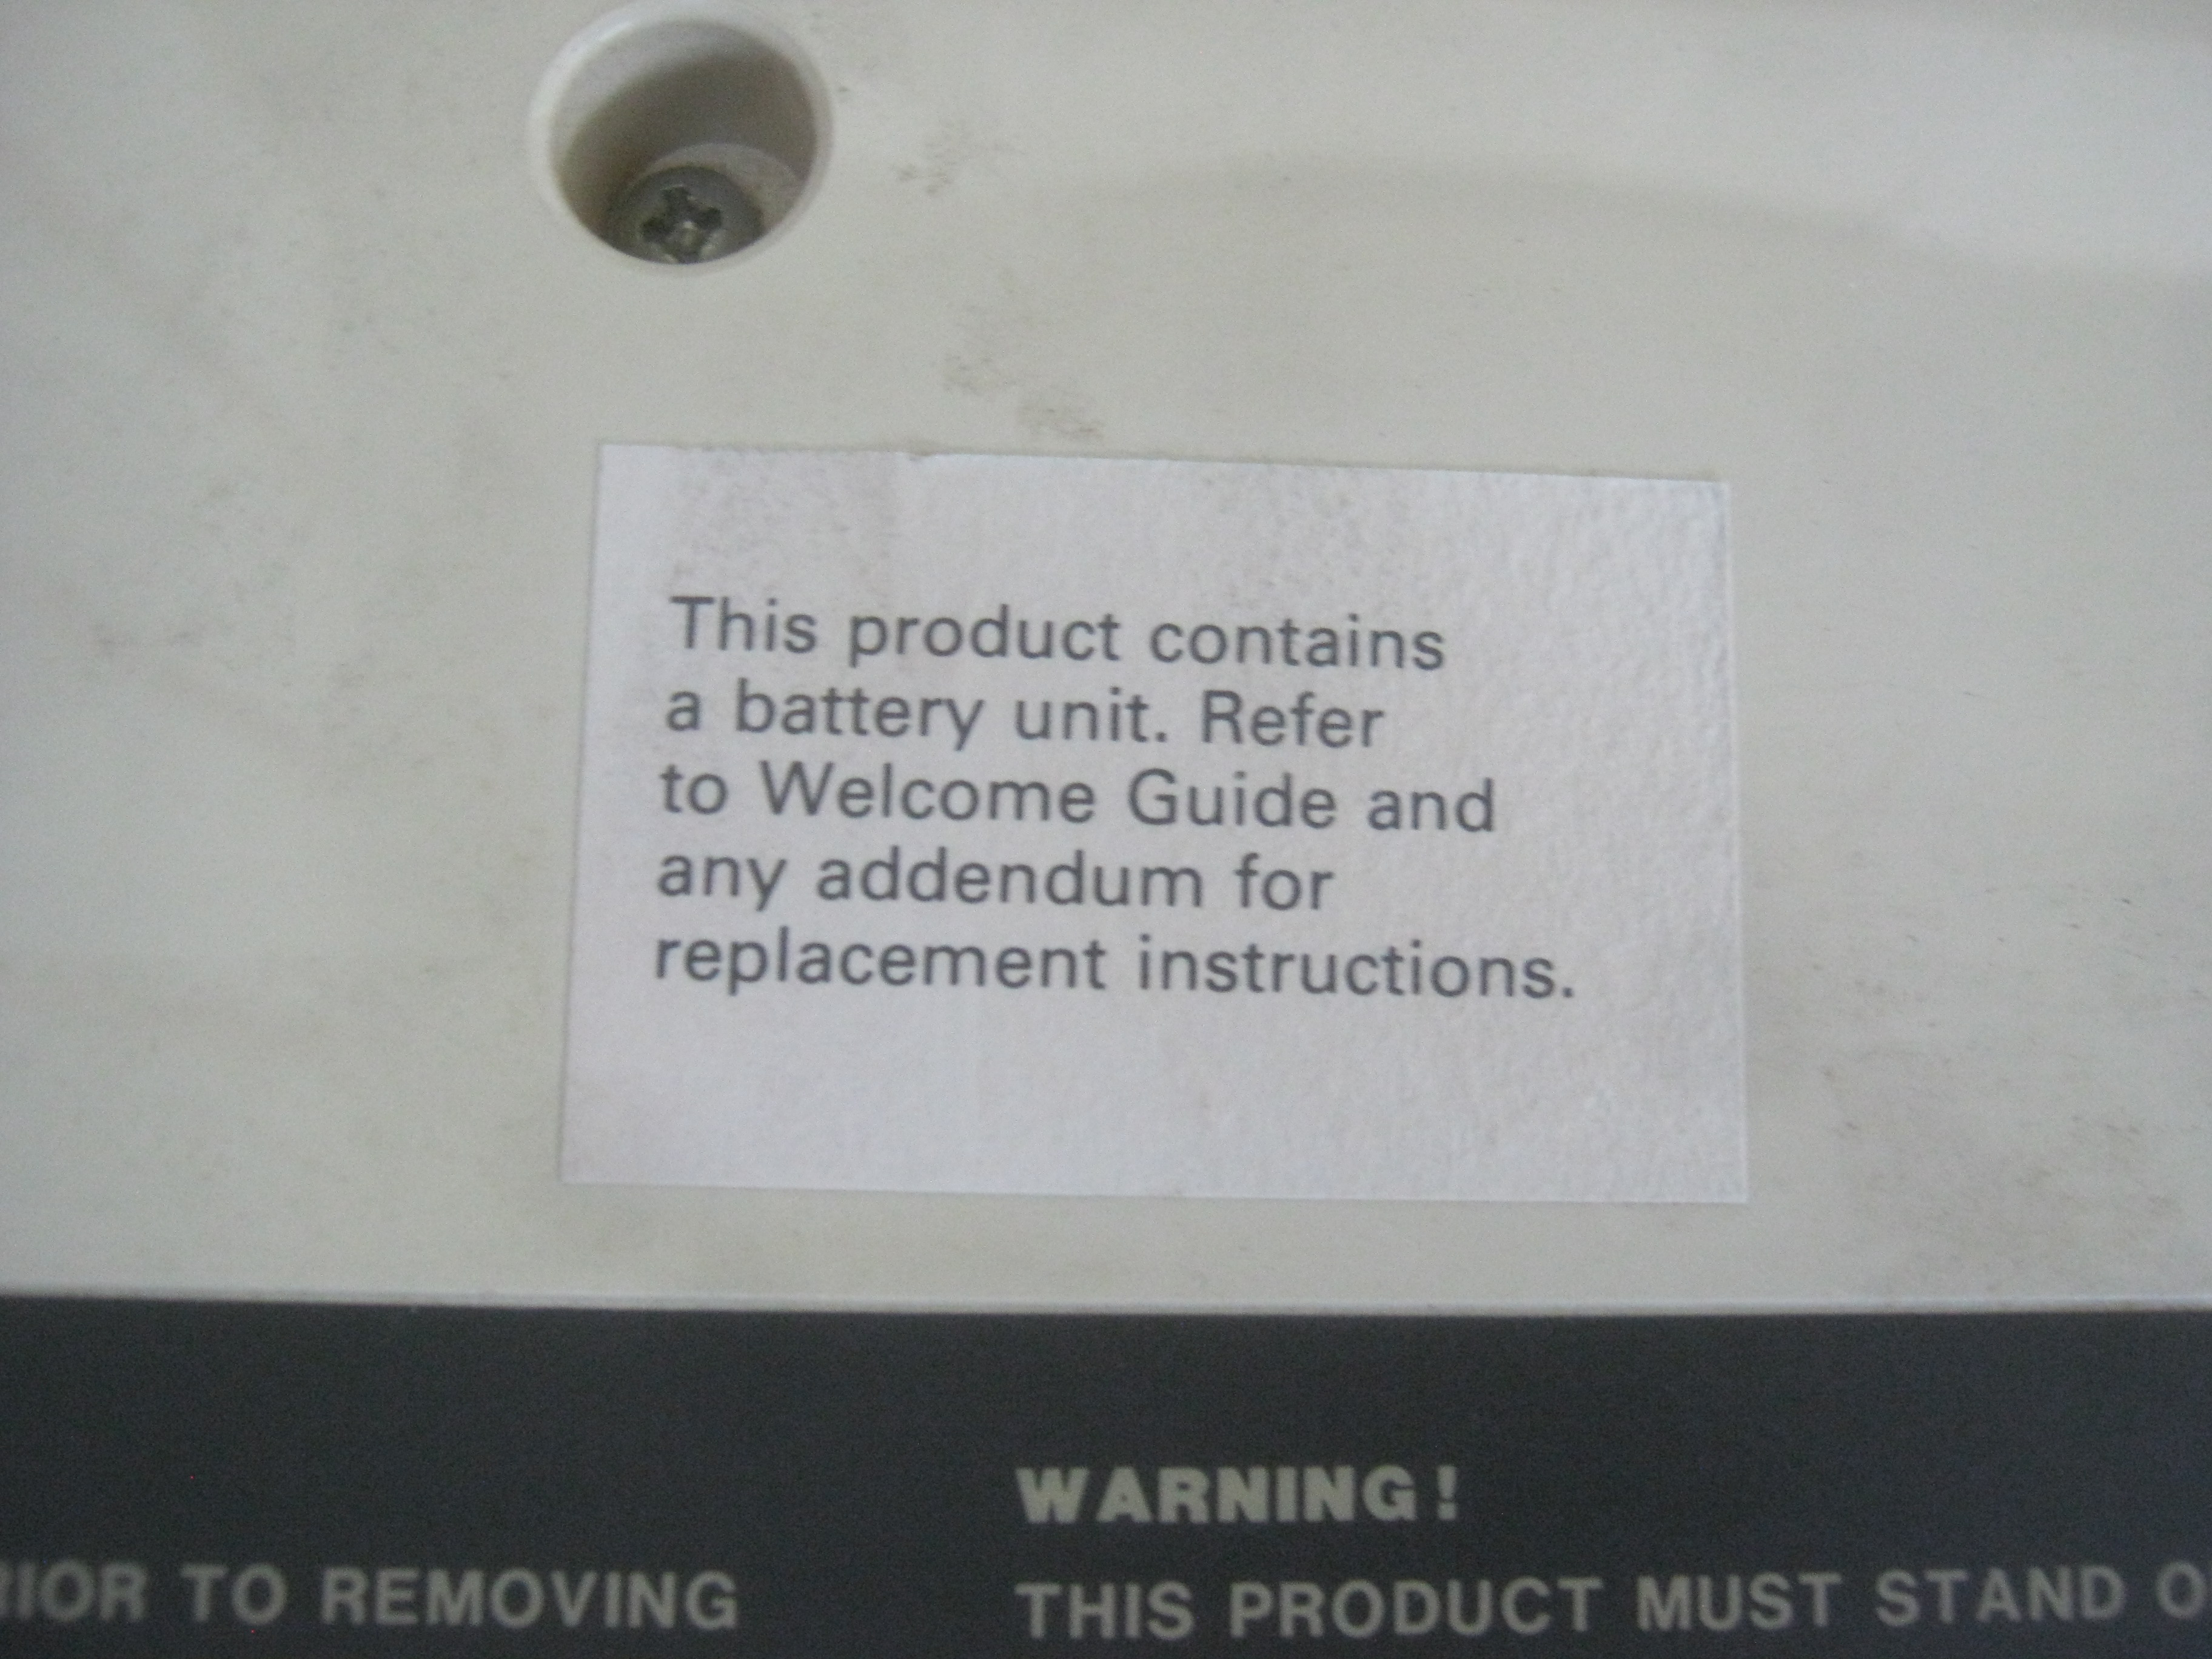 This product contains
a battery unit. Refer
to Welcome Guide and
any addendum for
replacement instructions.
WARNING!
TO REMOVING
THIS PRODUCT MUST STAND